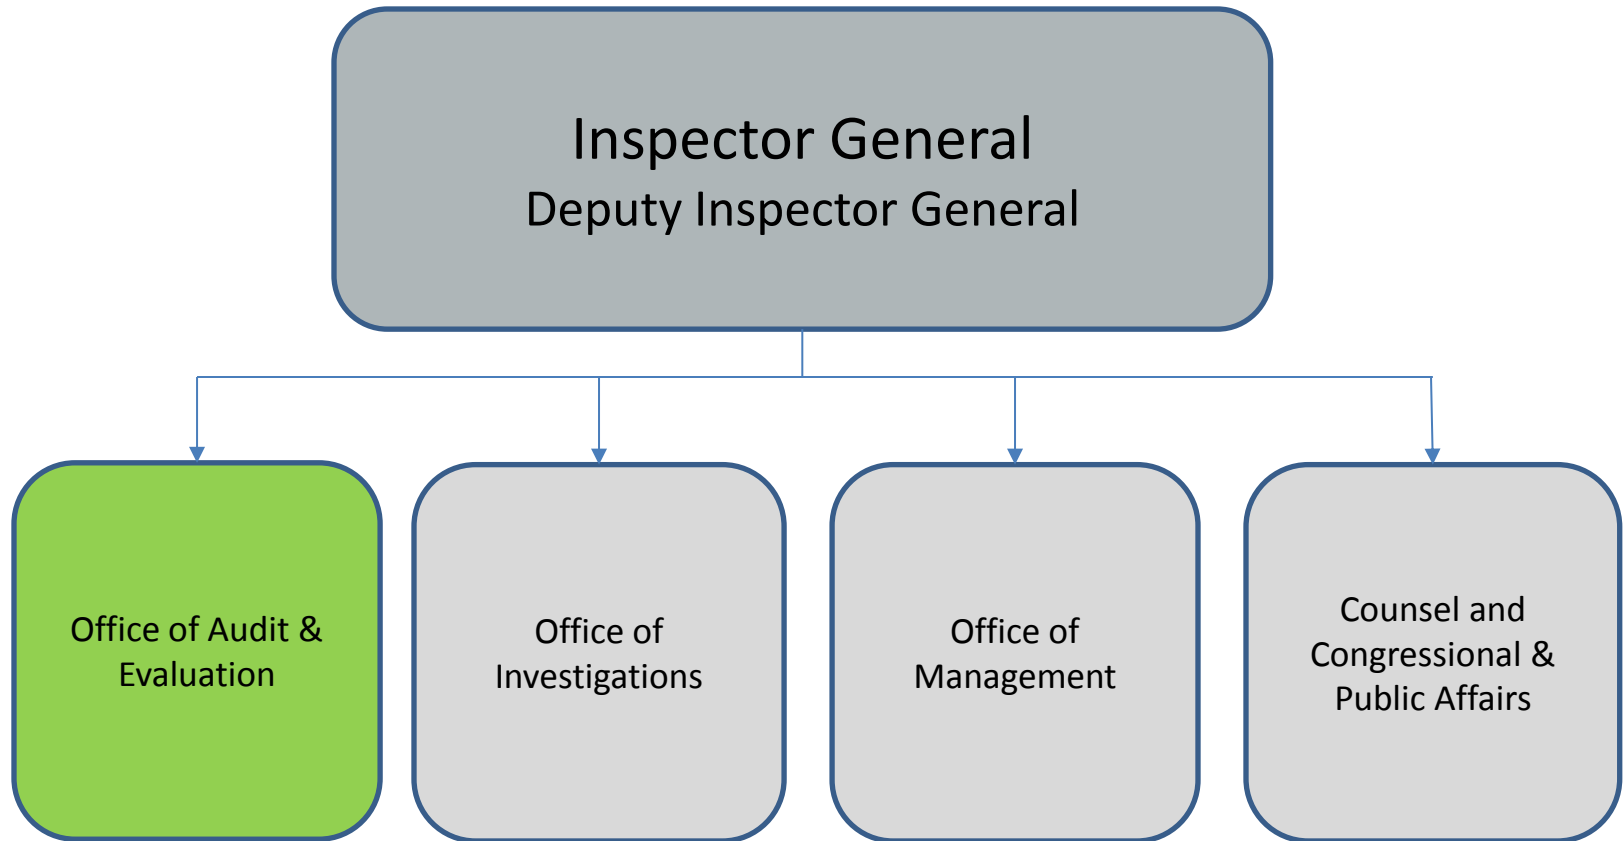 Inspector General
Deputy Inspector General
Office of Audit &
Evaluation
Office of
Investigations
Office of
Management
Counsel and
Congressional &
Public Affairs